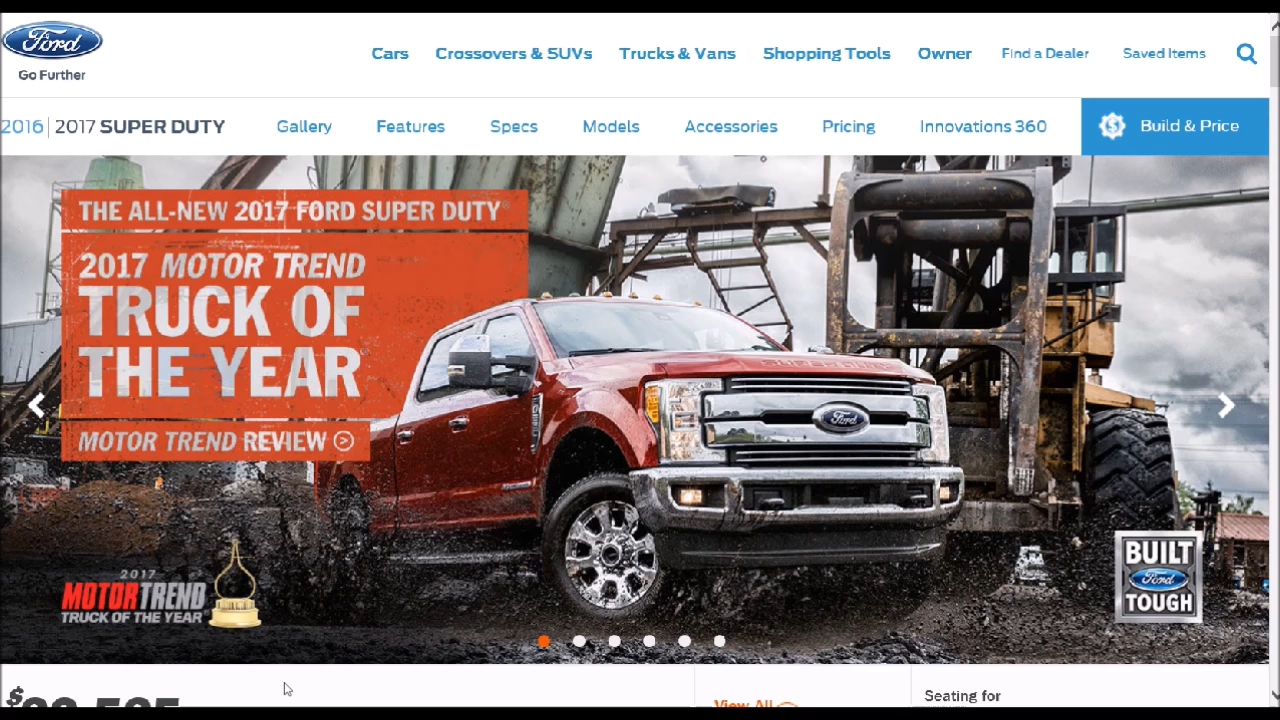 Ford
Go Further
Cars Crossovers & SUVs Trucks & Vans Shopping Tools Owner Find a Dealer Saved Items
2016 | 2017 SUPER DUTY Gallery Features Specs Models Accessories Pricing Innovations 360 Build & Price
THE ALL-NEW 2017 FORD SUPER DUTY®
2017 MOTOR TREND
TRUCK OF
THE YEAR
MOTOR TREND REVIEW
Ford
2017
MOTORTREND
TRUCK OF THE YEAR
BUILT
Ford
TOUGH
View All
Seating for